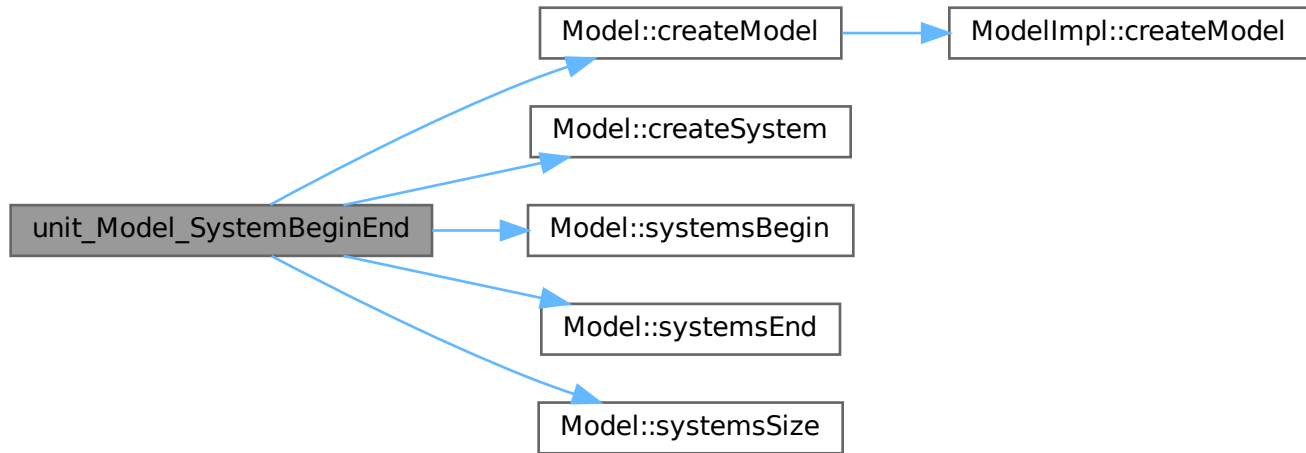 Model::createModel
ModelImpl::createModel
Model::createSystem
unit_Model_SystemBeginEnd
Model::systemsBegin
Model::systemsEnd
Model::systemsSize